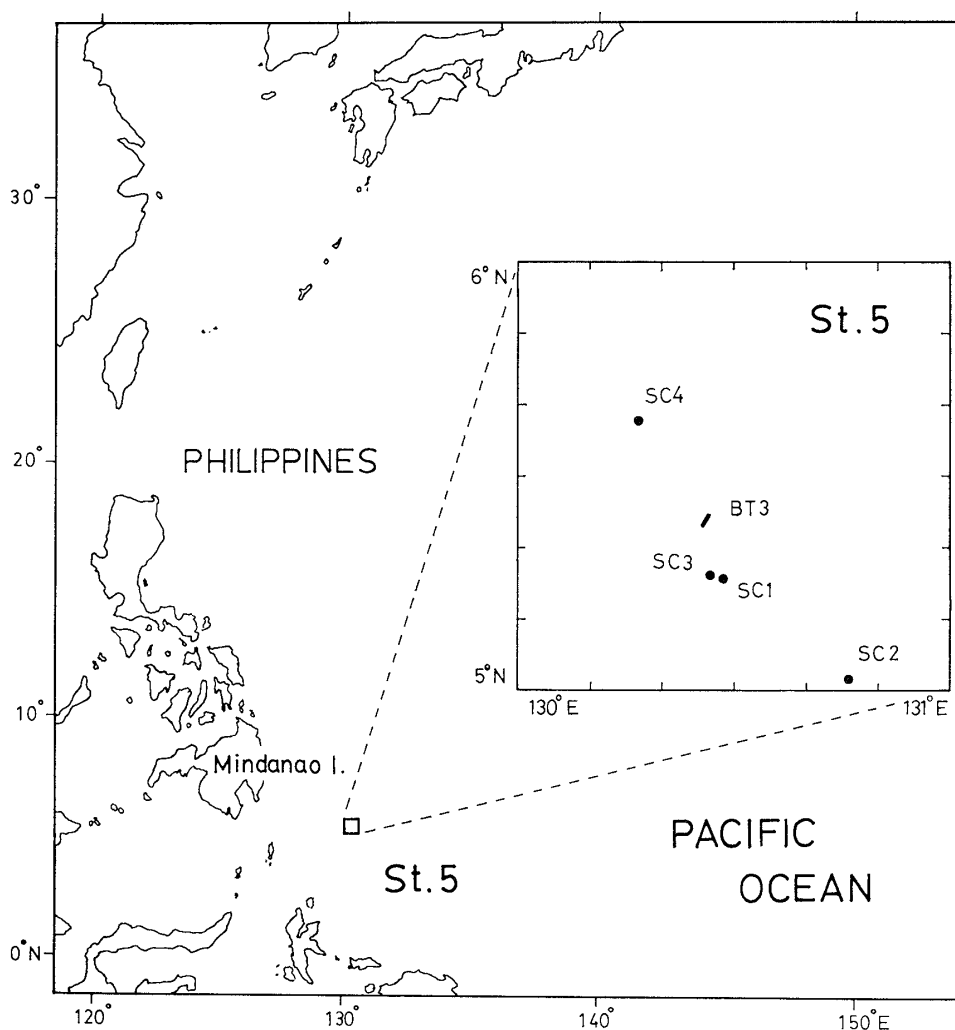 30°
20°
10°
0°N
120°
130°
140°
150°E
PHILIPPINES
Mindanao I.
St.5
PACIFIC
OCEAN
6°N
St.5
SC4
BT3
SC3
SC1
SC2
5°N
130°E
131°E